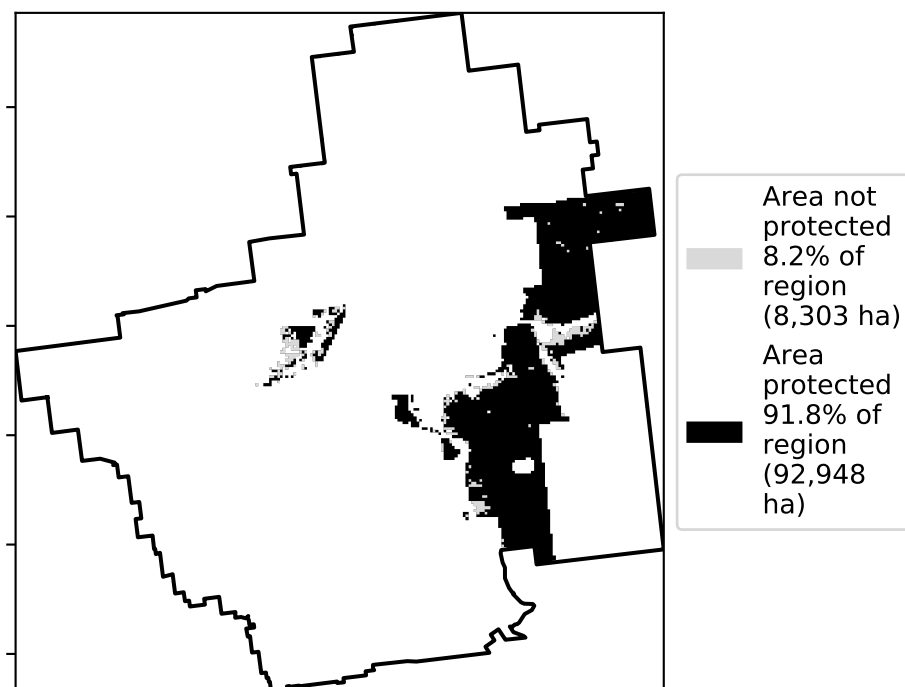 Area not
protected
8.2% of
region
(8,303 ha)
Area
protected
91.8% of
region
(92,948
ha)